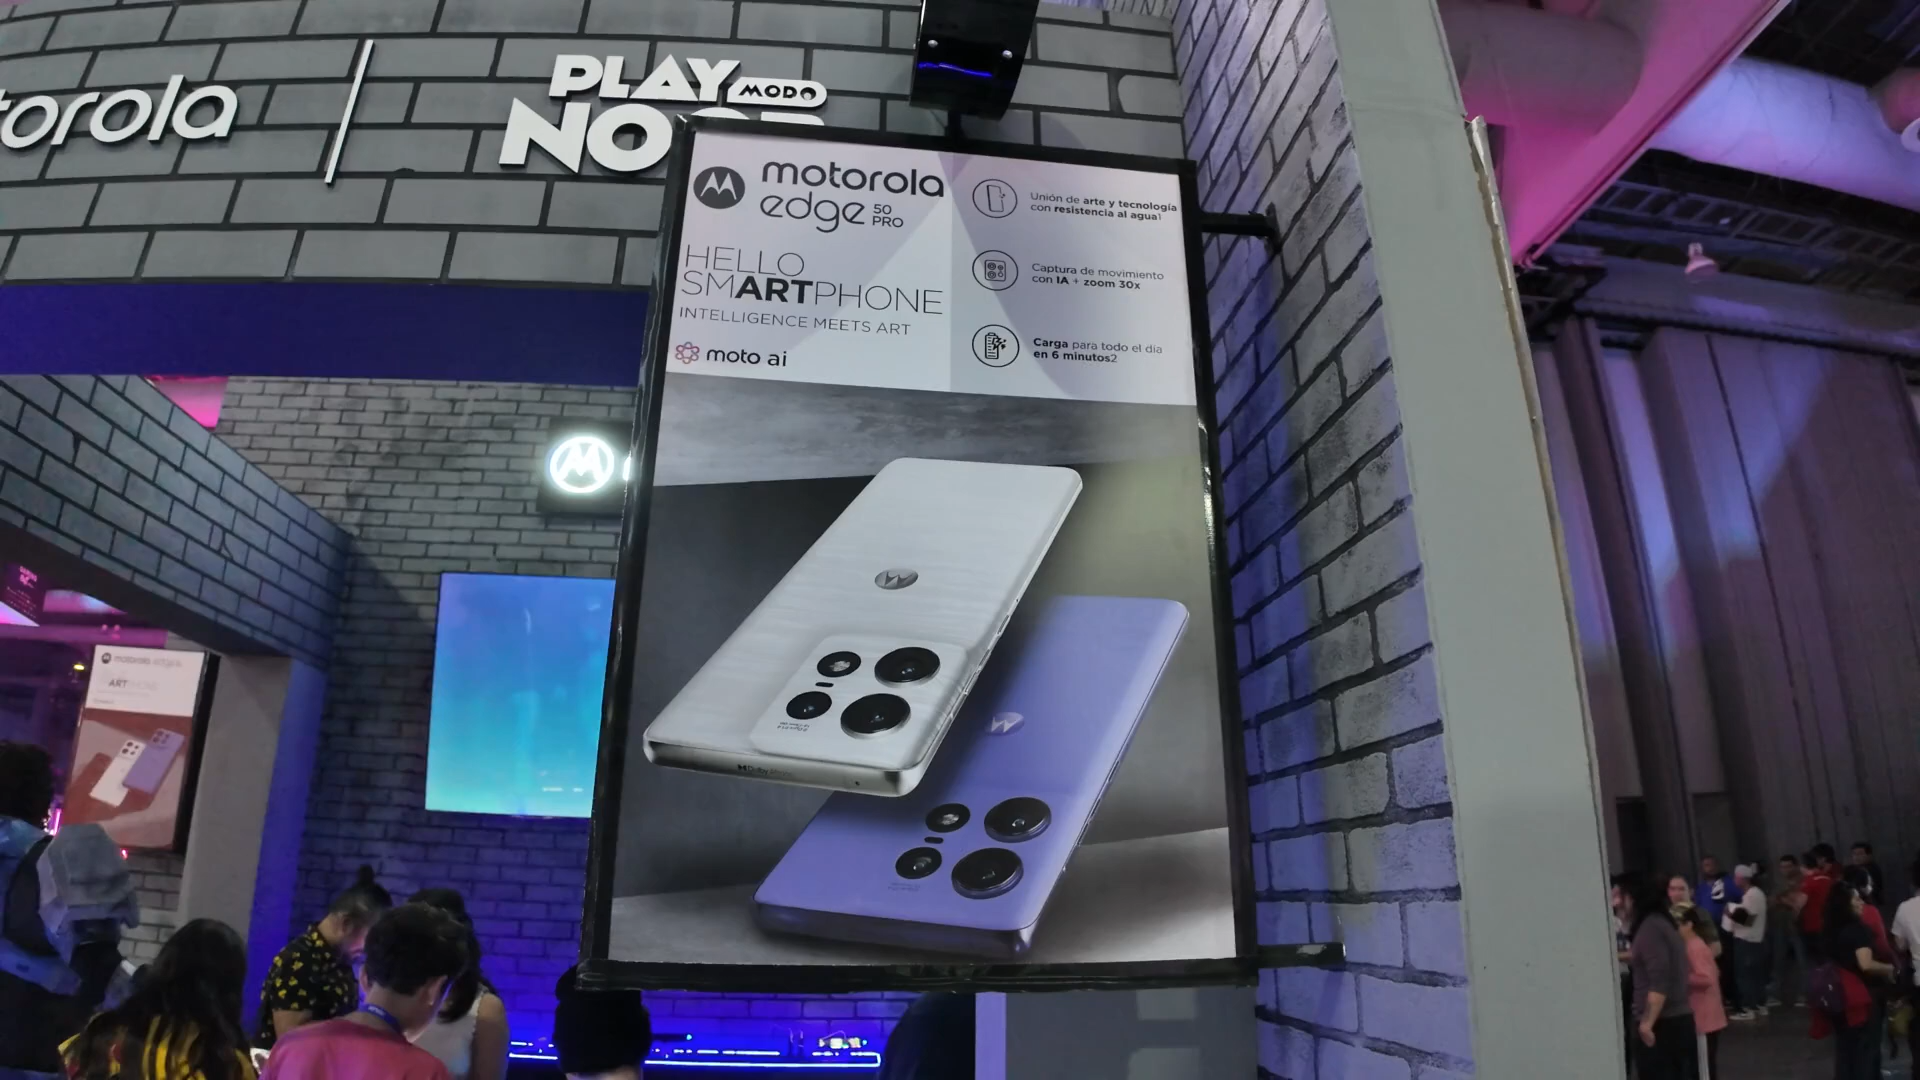 torola
PLAY MODO
NO
motorola
edge 50 PRO
HELLO
SMARTPHONE
INTELLIGENCE MEETS ART
moto ai
Unión de arte y tecnología
con resistencia al agua1
Captura de movimiento
con IA + zoom 30x
Carga para todo el día
en 6 minutos2
motorola
ART